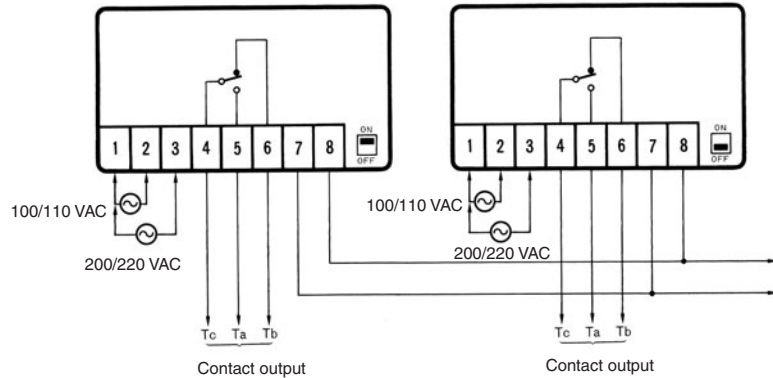 ON
1 2 3 4 5 6 7 8
OFF
100/110 VAC
200/220 VAC
Tc Ta Tb
Contact output
ON
1 2 3 4 5 6 7 8
OFF
100/110 VAC
200/220 VAC
Tc Ta Tb
Contact output